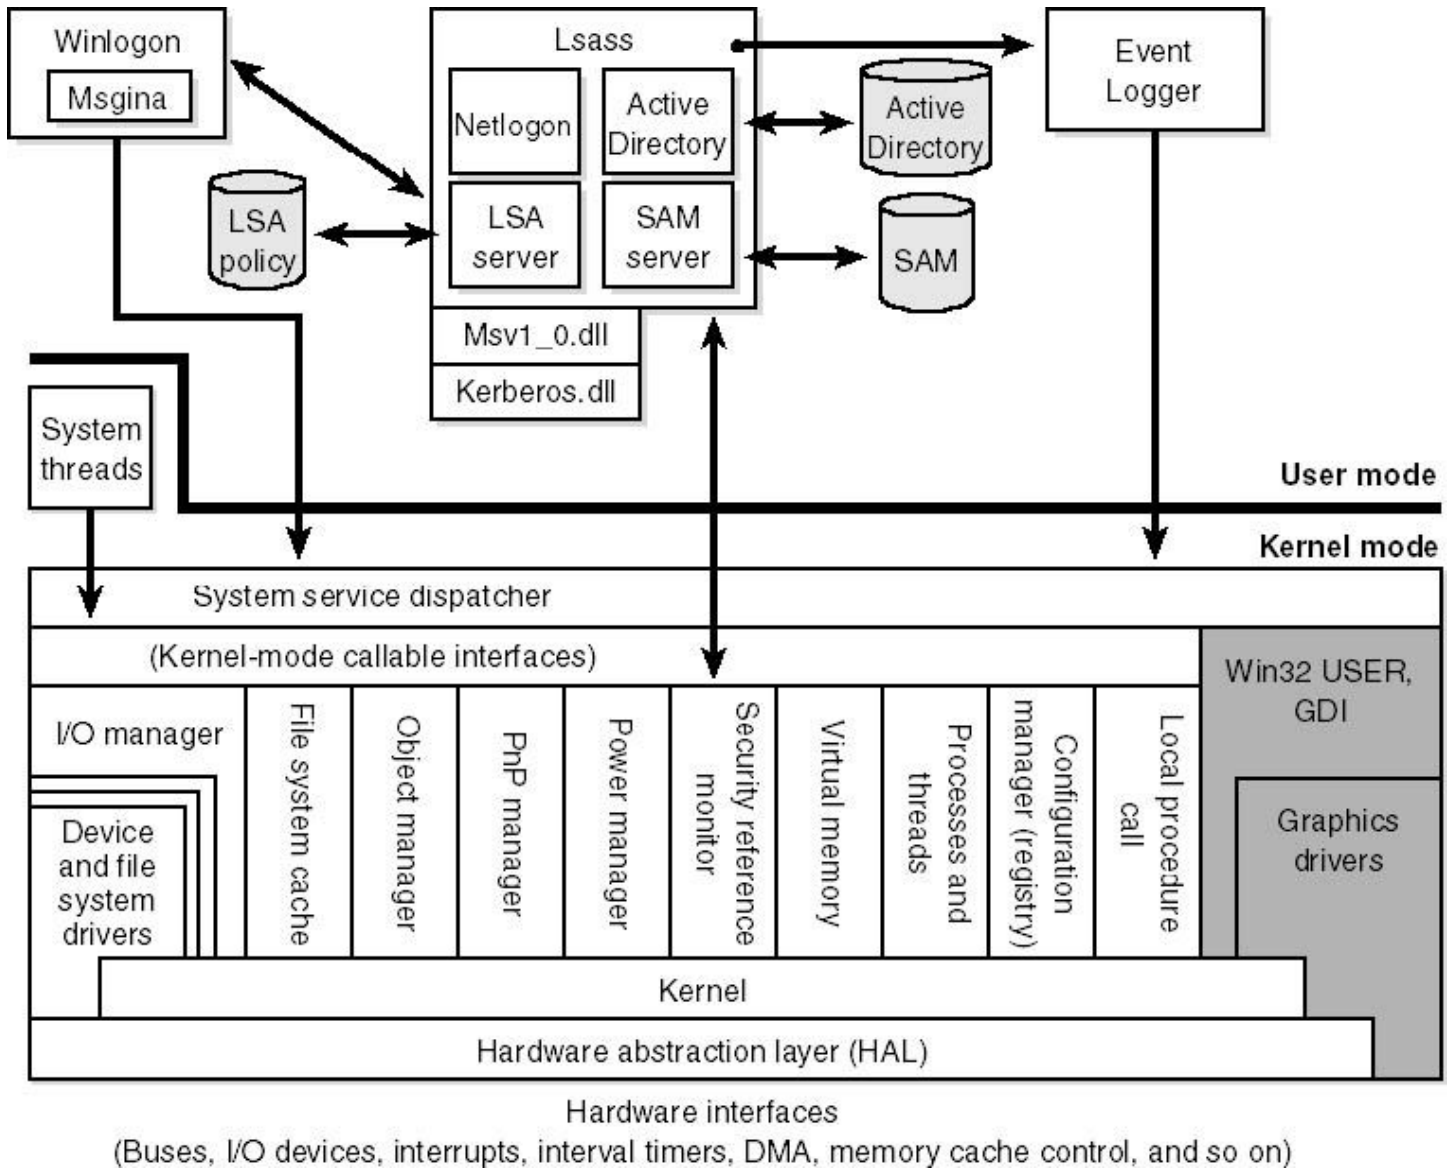 Winlogon
Msgina
Lsass
Netlogon
Active
Directory
LSA
server
SAM
server
Msv1_0.dll
Kerberos.dll
LSA
policy
Active
Directory
SAM
Event
Logger
System
threads
User mode
Kernel mode
System service dispatcher
(Kernel-mode callable interfaces)
Win32 USER,
GDI
I/O manager
Device
and file
system
drivers
File system cache
Object manager
PnP manager
Power manager
Security reference
monitor
Virtual memory
Processes and
threads
Configuration
manager (registry)
Local procedure
call
Graphics
drivers
Kernel
Hardware abstraction layer (HAL)
Hardware interfaces
(Buses, I/O devices, interrupts, interval timers, DMA, memory cache control, and so on)